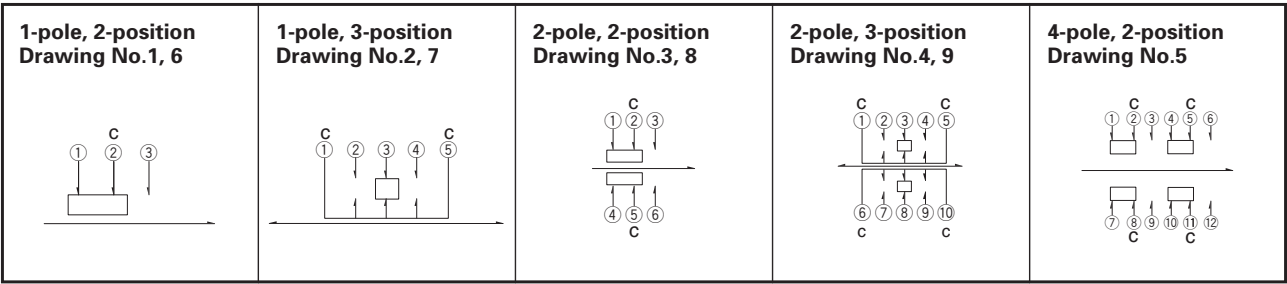 1-pole, 2-position
Drawing No.1, 6
C
① ② ③
1-pole, 3-position
Drawing No.2, 7
C C
① ② ③ ④ ⑤
2-pole, 2-position
Drawing No.3, 8
C
① ② ③
④ ⑤ ⑥
C
2-pole, 3-position
Drawing No.4, 9
C C
① ② ③ ④ ⑤
⑥ ⑦ ⑧ ⑨ ⑩
C C
4-pole, 2-position
Drawing No.5
C C
① ② ③ ④ ⑤ ⑥
⑦ ⑧ ⑨ ⑩ ⑪ ⑫
C C